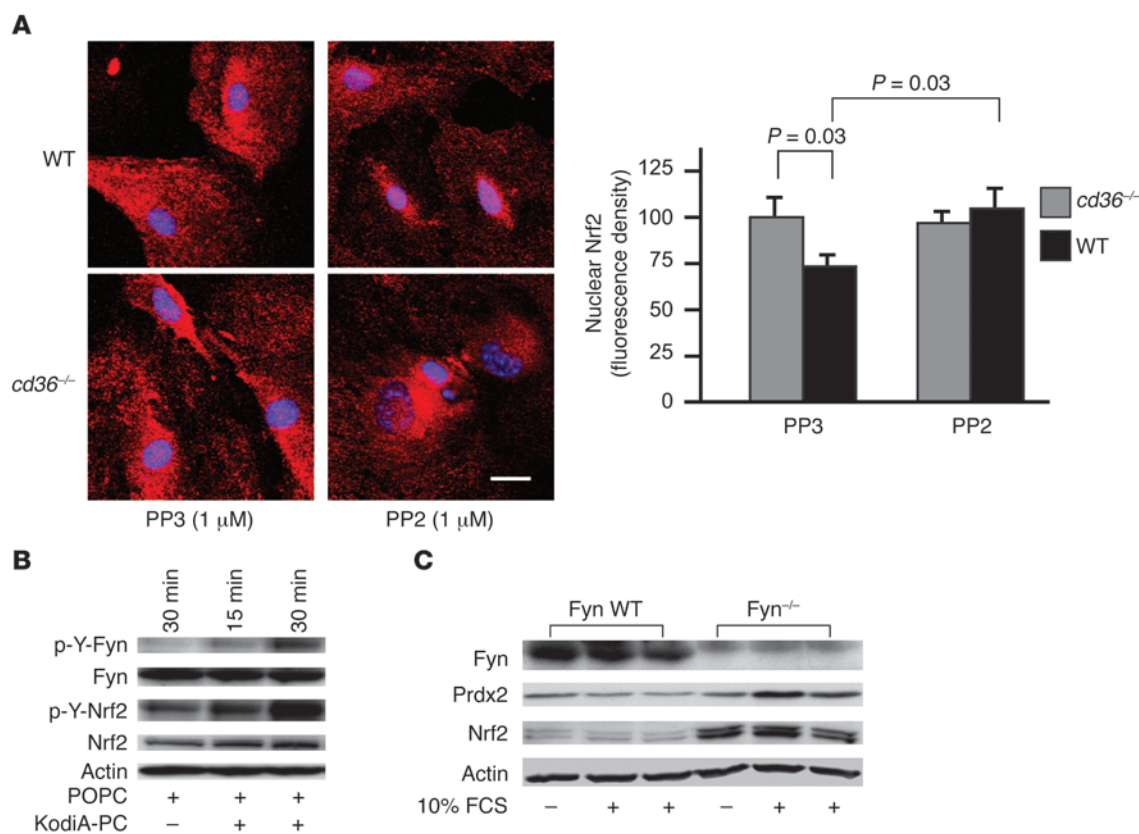 A
WT
cd36–/–
PP3 (1 μM)
PP2 (1 μM)
P = 0.03
P = 0.03
Nuclear Nrf2
(fluorescence density)
125
100
75
50
25
0
PP3
PP2
cd36–/–
WT
B
30 min
15 min
30 min
p-Y-Fyn
Fyn
p-Y-Nrf2
Nrf2
Actin
POPC + + +
KodiA-PC – + +
C
Fyn WT
Fyn–/–
Fyn
Prdx2
Nrf2
Actin
10% FCS – + + – + +